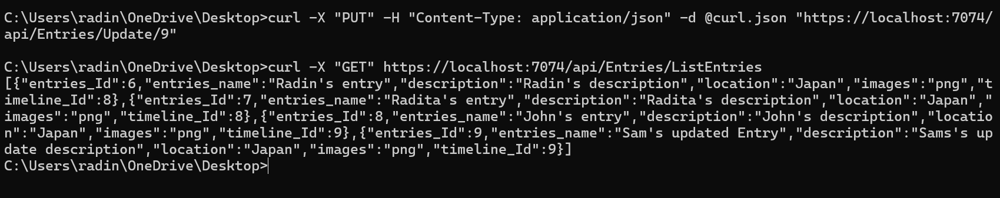 C:\Users\radin\OneDrive\Desktop>curl -X "PUT" -H "Content-Type: application/json" -d @curl.json "https://localhost:7074/
api/Entries/Update/9"
C:\Users\radin\OneDrive\Desktop>curl -X "GET" https://localhost:7074/api/Entries/ListEntries
[{"entries_Id":6,"entries_name":"Radin's entry","description":"Radin's description","location":"Japan","images":"png","t
imeline_Id":8},{"entries_Id":7,"entries_name":"Radita's entry","description":"Radita's description","location":"Japan","
images":"png","timeline_Id":8},{"entries_Id":8,"entries_name":"John's entry","description":"John's description","locatio
n":"Japan","images":"png","timeline_Id":9},{"entries_Id":9,"entries_name":"Sam's updated Entry","description":"Sams's up
date description","location":"Japan","images":"png","timeline_Id":9}]
C:\Users\radin\OneDrive\Desktop>